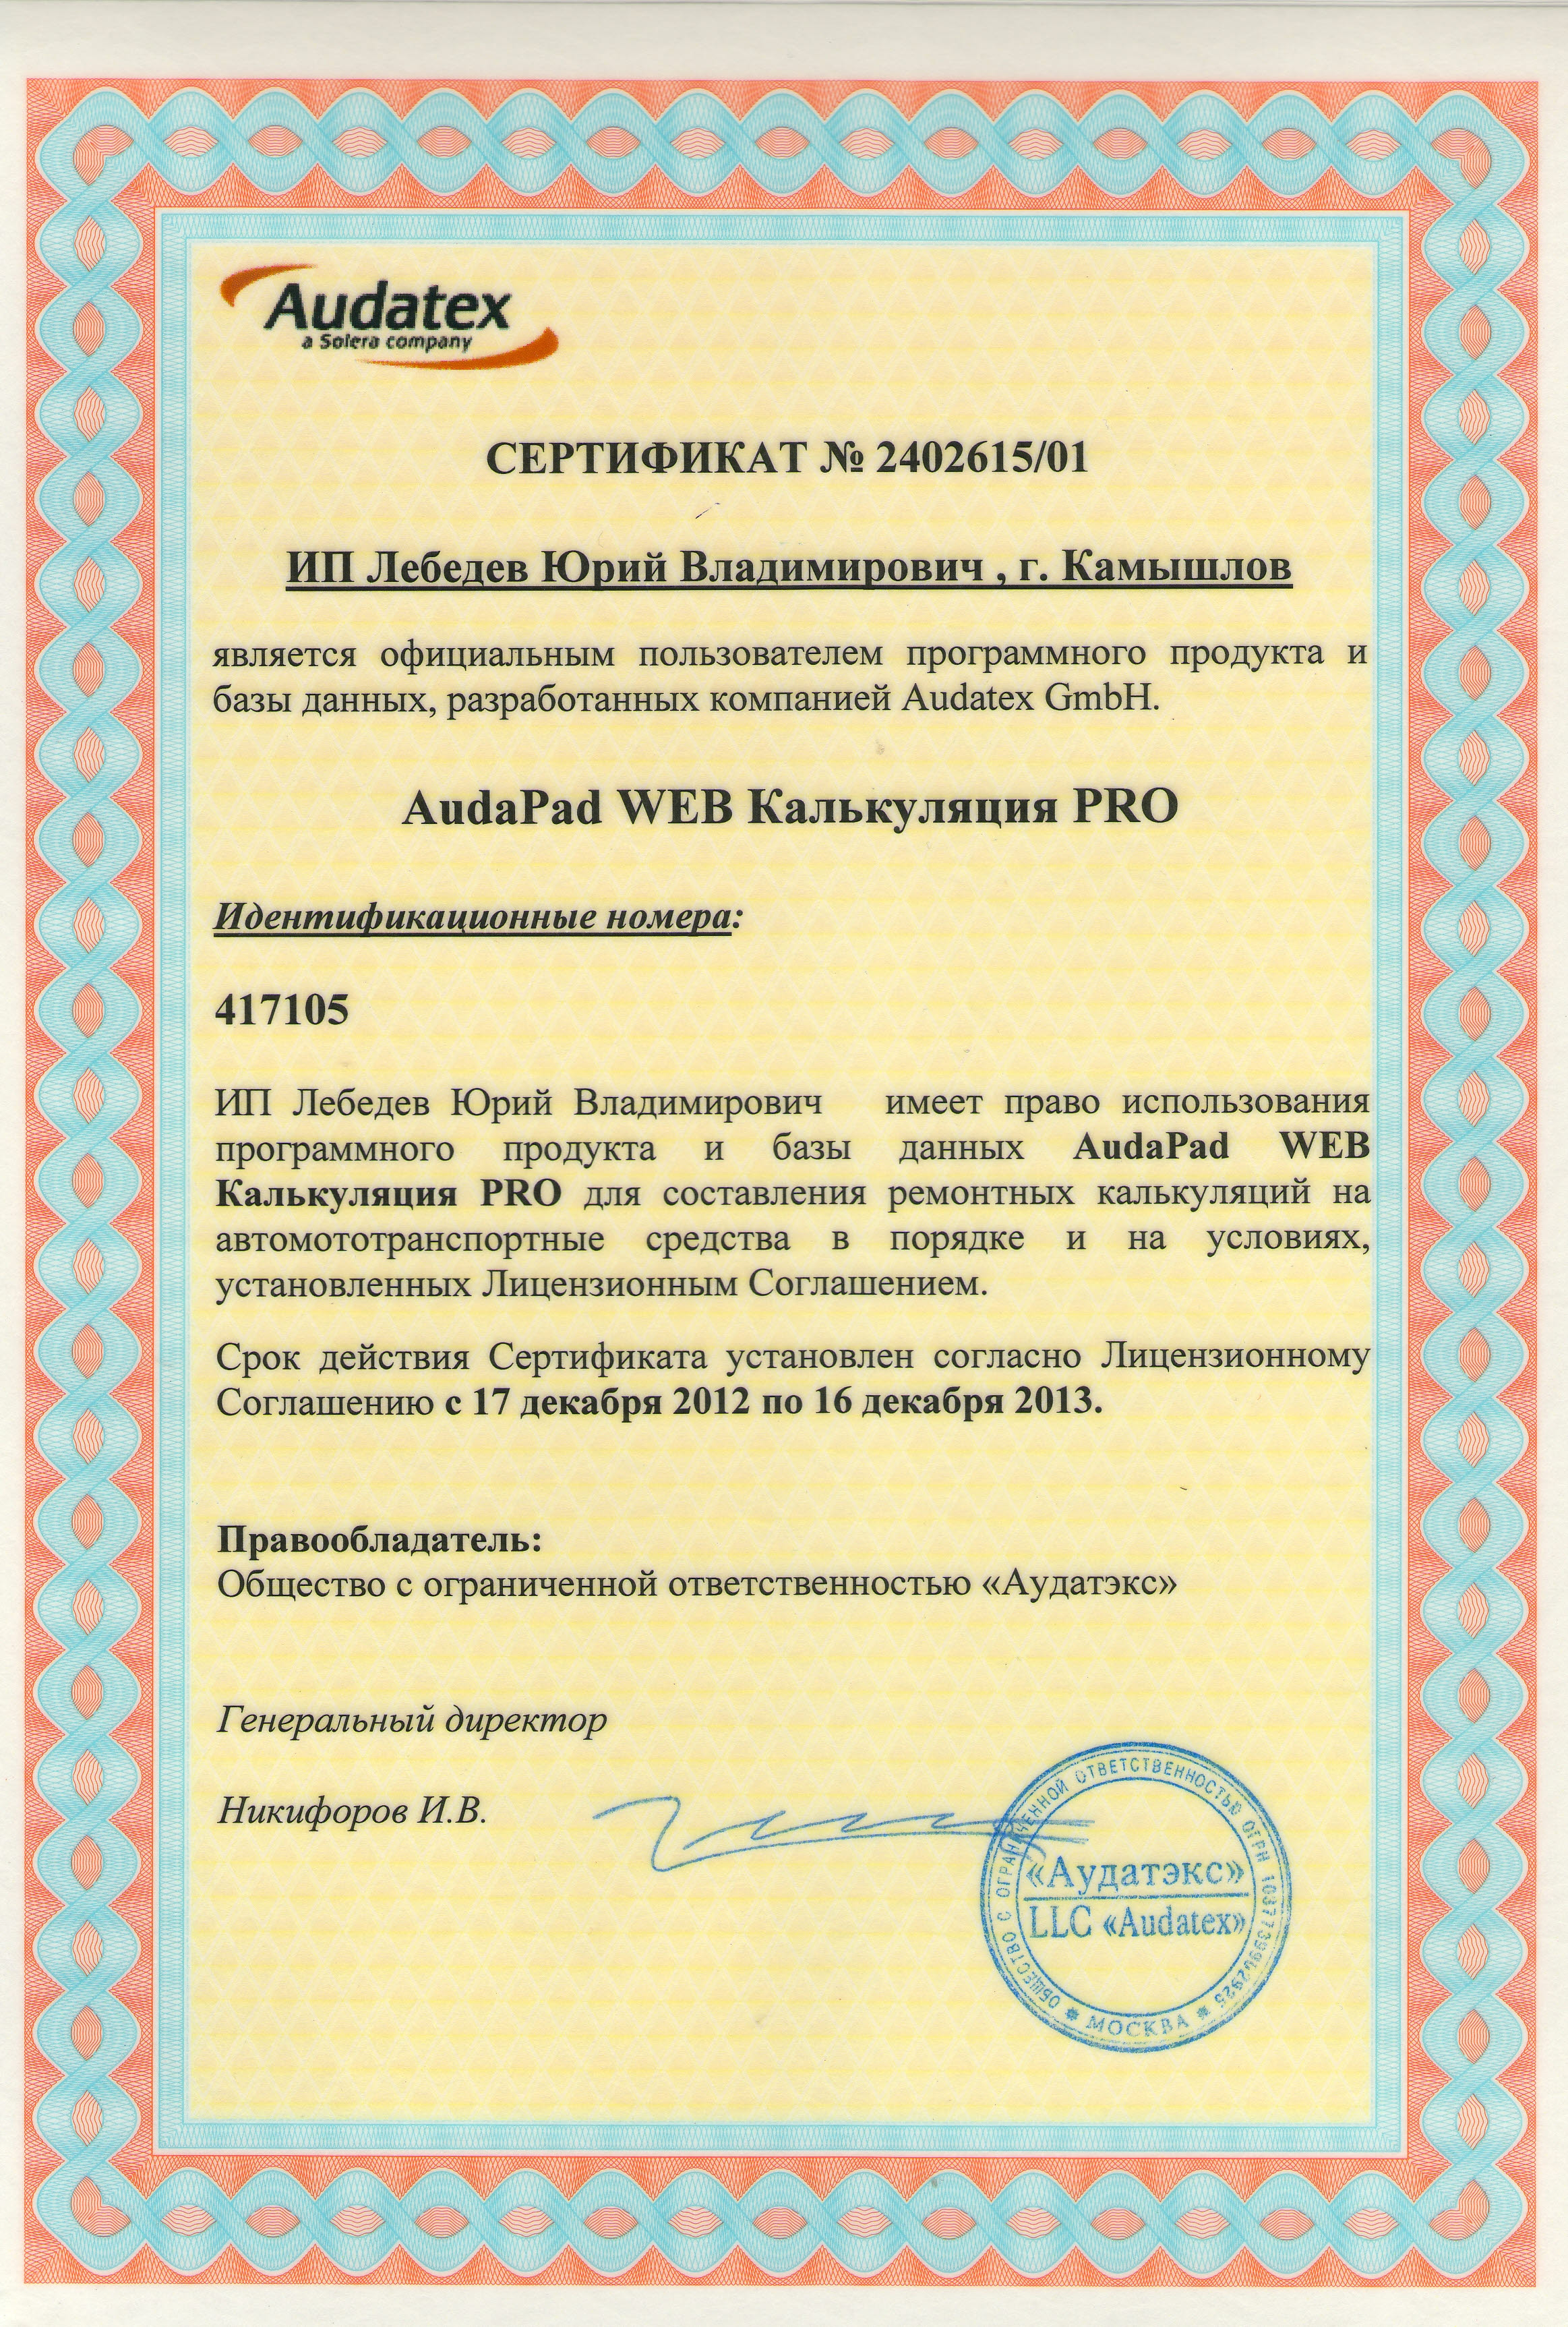 Audatex
a Solera company
СЕРТИФИКАТ № 2402615/01
ИП Лебедев Юрий Владимирович , г. Камышлов
является официальным пользователем программного продукта и
базы данных, разработанных компанией Audatex GmbH.
AudaPad WEB Калькуляция PRO
Идентификационные номера:
417105
ИП Лебедев Юрий Владимирович имеет право использования
программного продукта и базы данных AudaPad WEB
Калькуляция PRO для составления ремонтных калькуляций на
автомототранспортные средства в порядке и на условиях,
установленных Лицензионным Соглашением.
Срок действия Сертификата установлен согласно Лицензионному
Соглашению с 17 декабря 2012 по 16 декабря 2013.
Правообладатель:
Общество с ограниченной ответственностью «Аудатэкс»
Генеральный директор
Никифоров И.В.
ОБЩЕСТВО С ОГРАНИЧЕННОЙ ОТВЕТСТВЕННОСТЬЮ ОГРН 1037739902925
«Аудатэкс»
LLC «Audatex»
* МОСКВА *